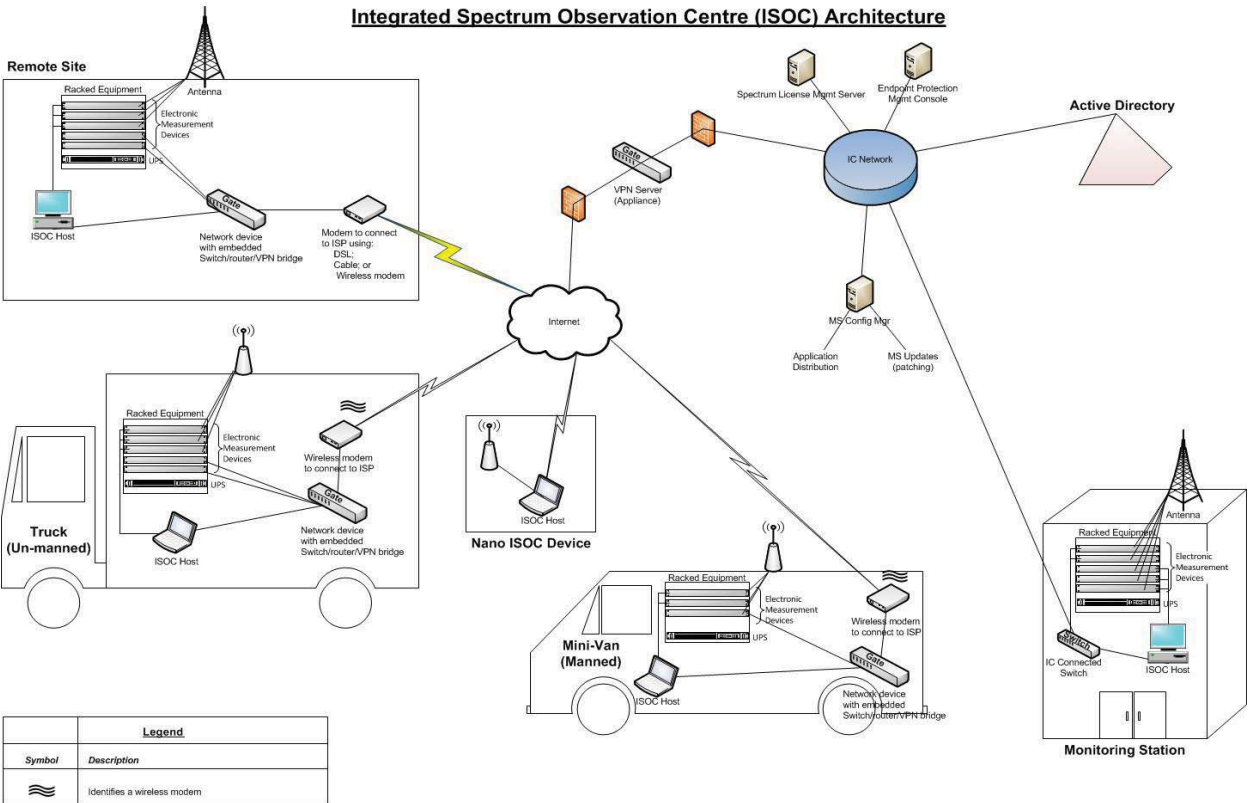 Integrated Spectrum Observation Centre (ISOC) Architecture
Remote Site
Antenna
Racked Equipment
Electronic
Measurement
Devices
UPS
ISOC Host
Gate
Network device
with embedded
Switch/router/VPN bridge
Modem to connect
to ISP using:
DSL;
Cable; or
Wireless modem
Spectrum License Mgmt Server
Endpoint Protection
Mgmt Console
Active Directory
IC Network
Gate
VPN Server
(Appliance)
MS Config Mgr
Application
Distribution
MS Updates
(patching)
Internet
Racked Equipment
Electronic
Measurement
Devices
UPS
Wireless modem
to connect to ISP
Gate
Network device
with embedded
Switch/router/VPN bridge
ISOC Host
Truck
(Un-manned)
ISOC Host
Nano ISOC Device
Racked Equipment
Electronic
Measurement
Devices
UPS
Wireless modem
to connect to ISP
Gate
Network device
with embedded
Switch/router/VPN bridge
ISOC Host
Mini-Van
(Manned)
Antenna
Racked Equipment
Electronic
Measurement
Devices
UPS
Switch
IC Connected
Switch
ISOC Host
Monitoring Station
Legend
Symbol Description
Identifies a wireless modem